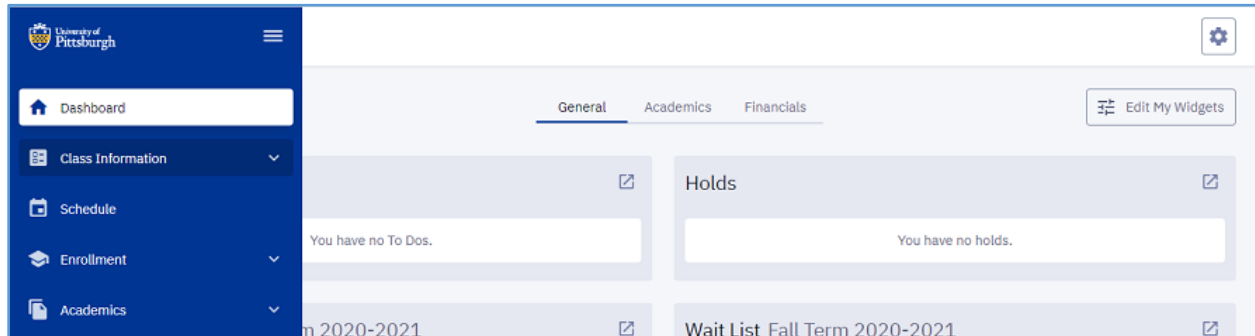 University of
Pittsburgh
Dashboard
General Academics Financials
Edit My Widgets
Class Information
Holds
Schedule
You have no To Dos.
You have no holds.
Enrollment
Academics
2020-2021
Wait List Fall Term 2020-2021